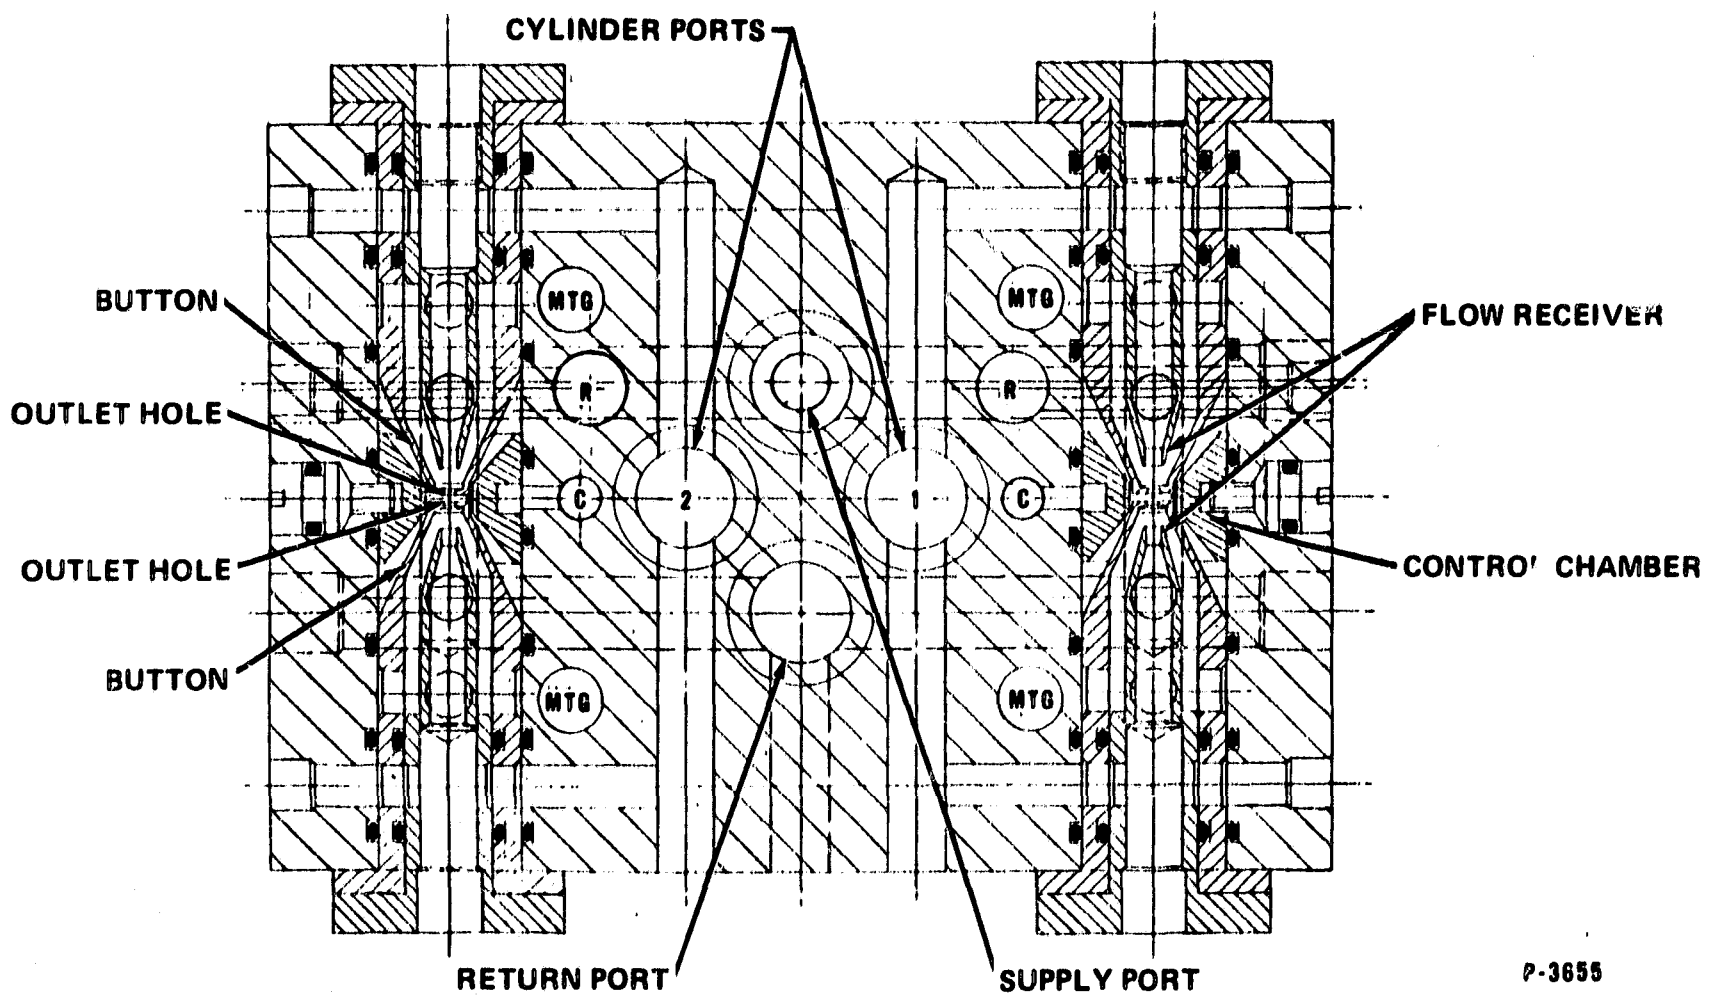 CYLINDER PORTS
BUTTON
MTG
MTG
FLOW RECEIVER
OUTLET HOLE
R
R
C
2
1
C
OUTLET HOLE
CONTRO' CHAMBER
BUTTON
MTG
MTG
RETURN PORT
SUPPLY PORT
P-3655